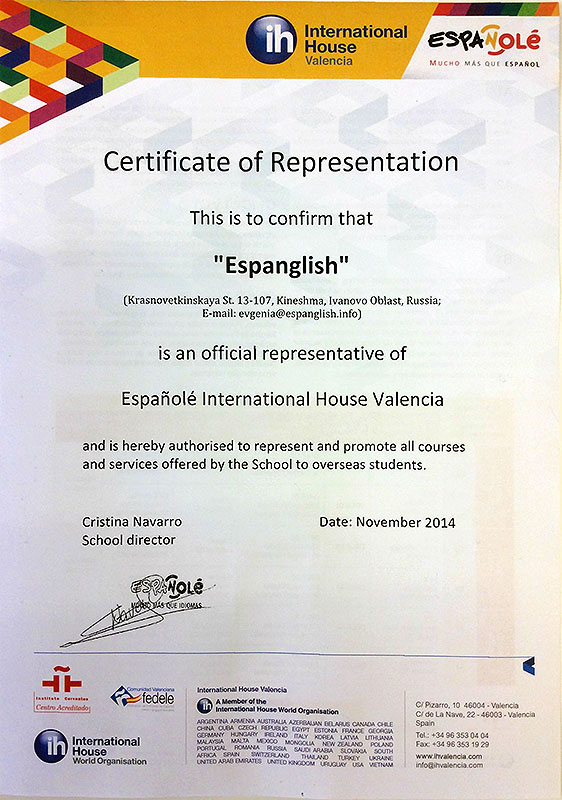 ih International House Valencia
ESPAÑOLÉ
MUCHO MÁS QUE ESPAÑOL
Certificate of Representation
This is to confirm that
"Espanglish"
(Krasnovetkinskaya St. 13-107, Kineshma, Ivanovo Oblast, Russia;
E-mail: evgenia@espanglish.info)
is an official representative of
Españolé International House Valencia
and is hereby authorised to represent and promote all courses
and services offered by the School to overseas students.
Cristina Navarro
School director
Date: November 2014
ESPAÑOLÉ
MUCHO MÁS QUE IDIOMAS
Instituto Cervantes
Centro Acreditado
Comunidad Valenciana
fedele
ih International House
World Organisation
International House Valencia
ih A Member of the
International House World Organisation
ARGENTINA ARMENIA AUSTRALIA AZERBAIJAN BELARUS CANADA CHILE
CHINA CUBA CZECH REPUBLIC EGYPT ESTONIA FRANCE GEORGIA
GERMANY HUNGARY IRELAND ITALY KOREA LATVIA LITHUANIA
MALAYSIA MALTA MEXICO MONGOLIA NEW ZEALAND POLAND
PORTUGAL ROMANIA RUSSIA SAUDI ARABIA SLOVAKIA SOUTH
AFRICA SPAIN SWITZERLAND THAILAND TURKEY UKRAINE
UNITED ARAB EMIRATES UNITED KINGDOM URUGUAY USA VIETNAM
C/ Pizarro, 10 46004 - Valencia
C/ de La Nave, 22 - 46003 - Valencia
Spain
Tel.: +34 96 353 04 04
Fax: +34 96 353 19 29
www.ihvalencia.com
info@ihvalencia.com